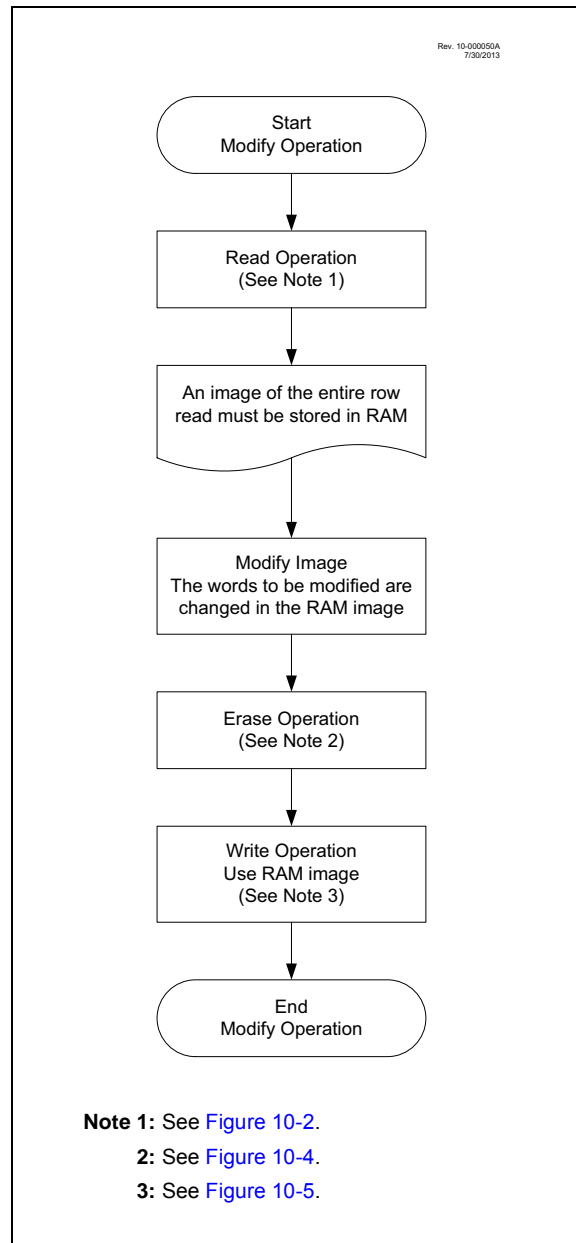 Rev. 10-000050A
7/30/2013
Start
Modify Operation
Read Operation
(See Note 1)
An image of the entire row
read must be stored in RAM
Modify Image
The words to be modified are
changed in the RAM image
Erase Operation
(See Note 2)
Write Operation
Use RAM image
(See Note 3)
End
Modify Operation
Note 1: See Figure 10-2.
2: See Figure 10-4.
3: See Figure 10-5.